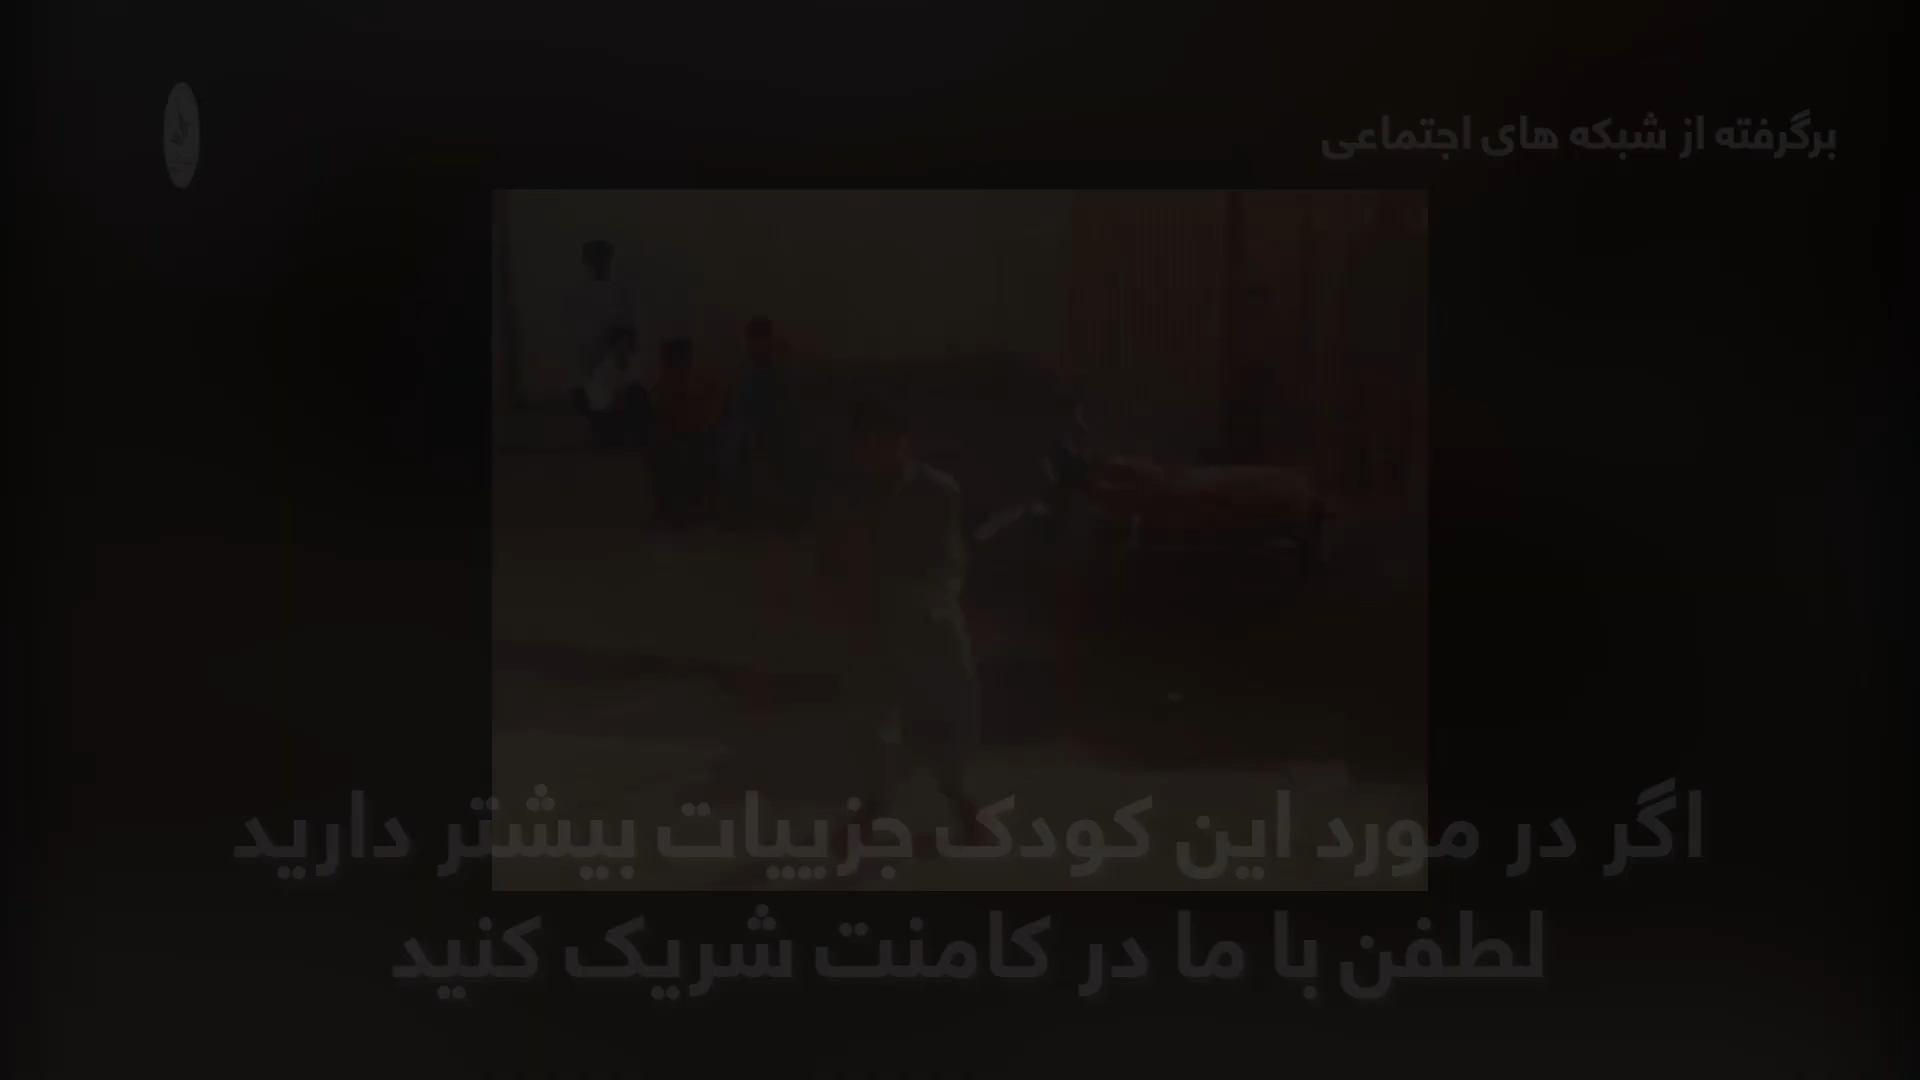 برگرفته از شبکه های اجتماعی
اگر در مورد این کودک جزییات بیشتر دارید
لطفن با ما در کامنت شریک کنید